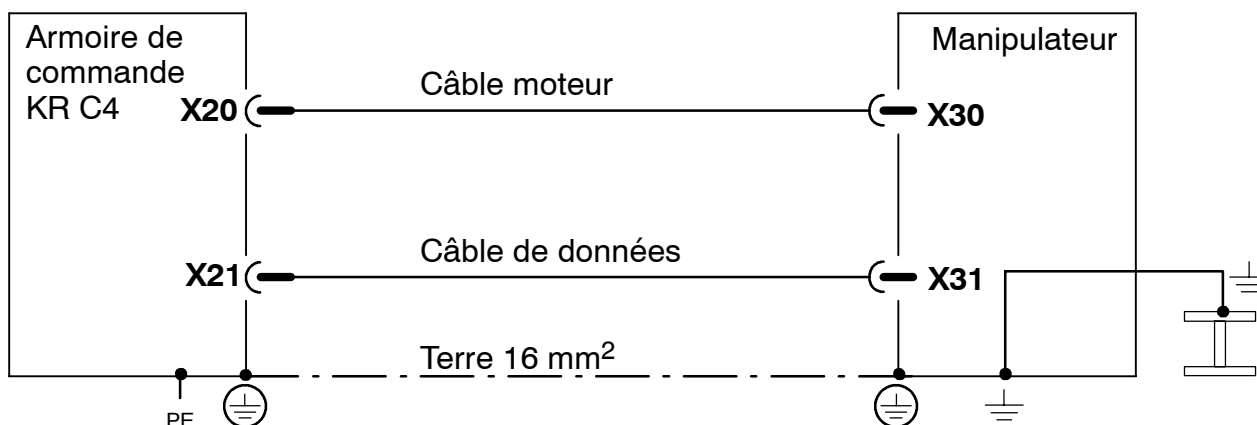 Armoire de
commande
KR C4
X20
Câble moteur
Manipulateur
X30
X21
Câble de données
X31
Terre 16 mm²
PE